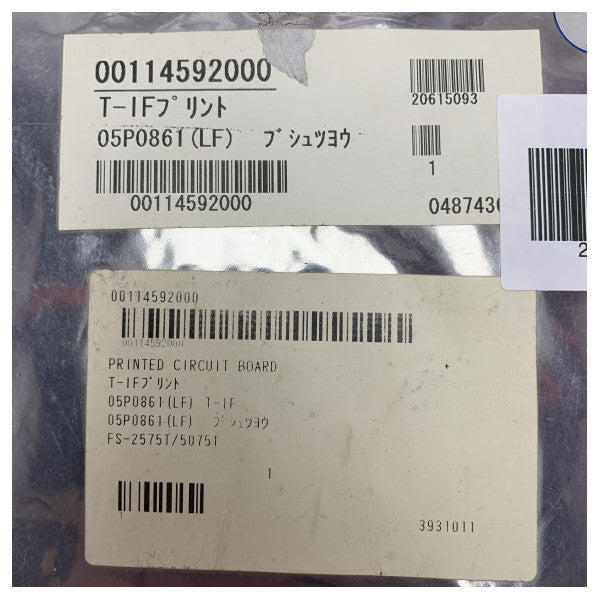 00114592000
T-IFﾌﾟﾘﾝﾄ
05P0861(LF) ﾌﾞｼｭﾂﾖｳ
00114592000
20615093
1
2
00114592000
00114592000
PRINTED CIRCUIT BOARD
T-IFﾌﾟﾘﾝﾄ
05P0861(LF) T-IF
05P0861(LF) ﾌﾞｼｭﾂﾖｳ
FS-2575T/5075T
1
3931011